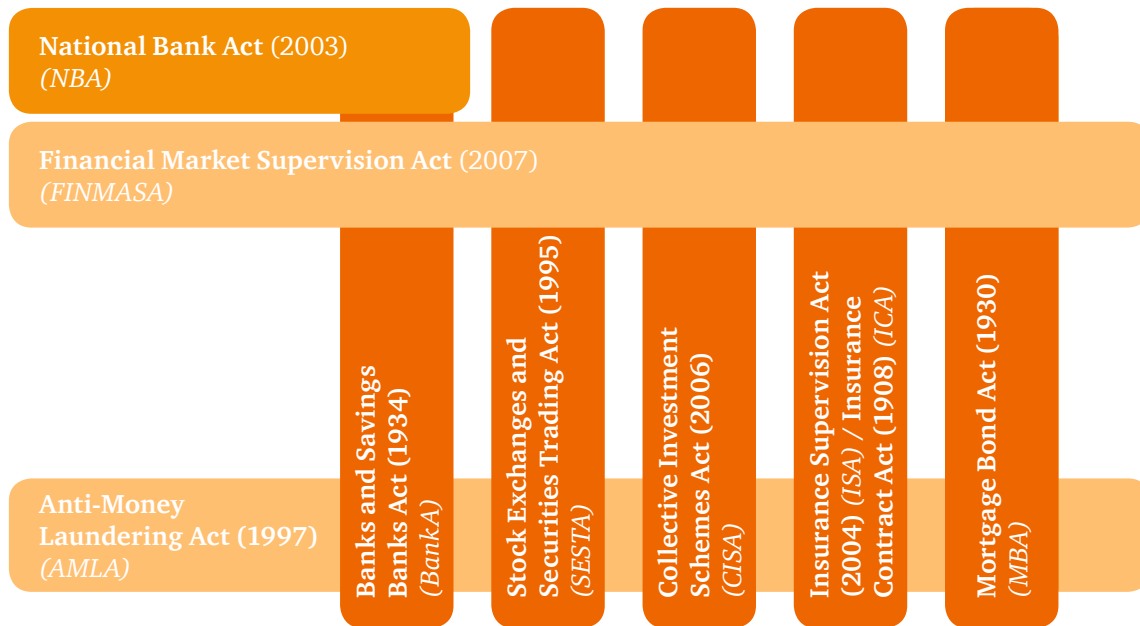 National Bank Act (2003)
(NBA)
Financial Market Supervision Act (2007)
(FINMASA)
Anti-Money
Laundering Act (1997)
(AMLA)
Banks and Savings
Banks Act (1934)
(BankA)
Stock Exchanges and
Securities Trading Act (1995)
(SESTA)
Collective Investment
Schemes Act (2006)
(CISA)
Insurance Supervision Act
(2004) (ISA) / Insurance
Contract Act (1908) (ICA)
Mortgage Bond Act (1930)
(MBA)